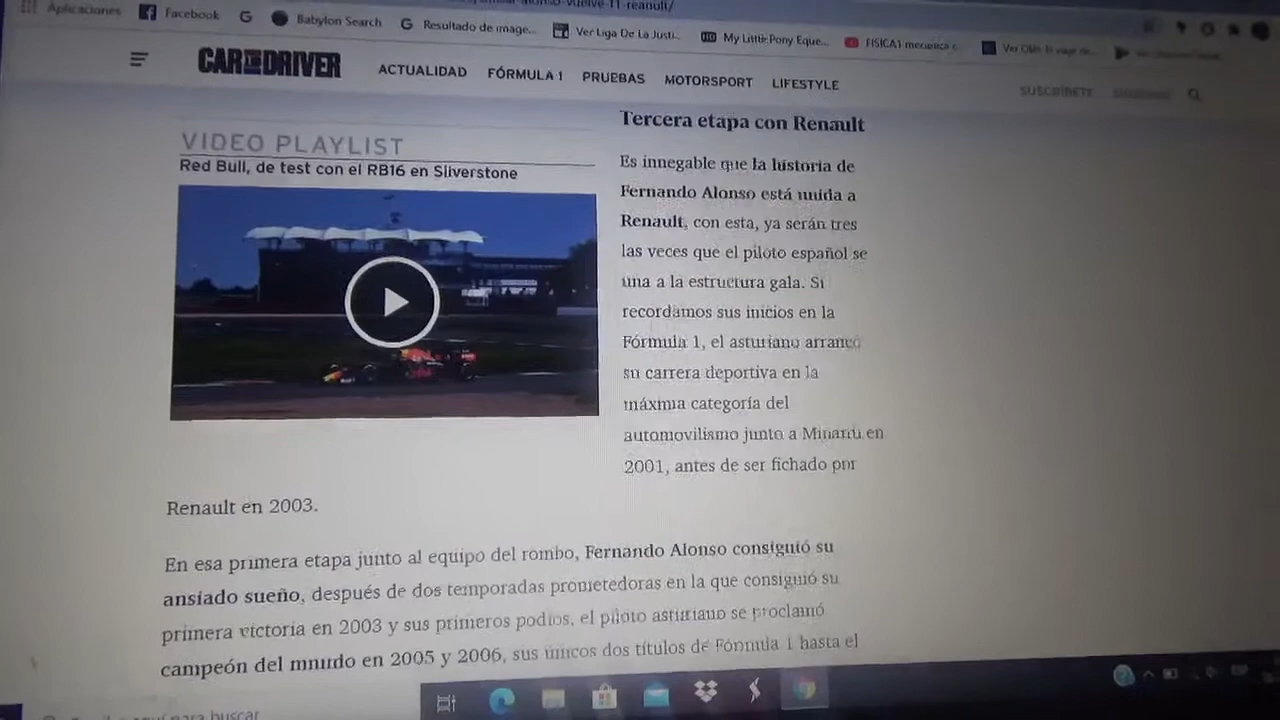 Aplicaciones
Facebook
Babylon Search
Resultado de image...
Ver Liga De La Justi...
My Little Pony Eque...
FISICA1 mecanica c
CAR AND DRIVER
ACTUALIDAD
FÓRMULA 1
PRUEBAS
MOTORSPORT
LIFESTYLE
SUSCRÍBETE
VIDEO PLAYLIST
Red Bull, de test con el RB16 en Sliverstone
Tercera etapa con Renault
Es innegable que la historia de
Fernando Alonso está unida a
Renault, con esta, ya serán tres
las veces que el piloto español se
una a la estructura gala. Si
recordamos sus inicios en la
Fórmula 1, el asturiano arrancó
su carrera deportiva en la
máxima categoría del
automovilismo junto a Minardi en
2001, antes de ser fichado por
Renault en 2003.
En esa primera etapa junto al equipo del rombo, Fernando Alonso consiguió su
ansiado sueño, después de dos temporadas prometedoras en la que consiguió su
primera victoria en 2003 y sus primeros podios, el piloto asturiano se proclamó
campeón del mundo en 2005 y 2006, sus únicos dos títulos de Fórmula 1 hasta el
para buscar